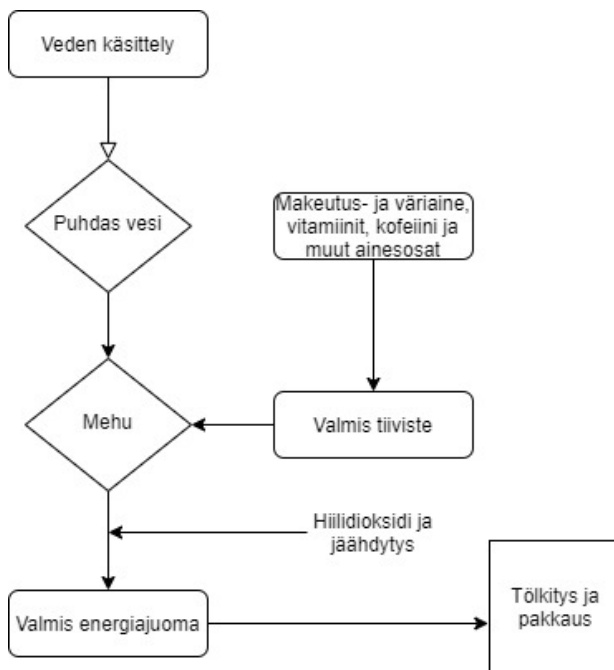 Veden käsittely
Puhdas vesi
Makeutus- ja väriaine,
vitamiinit, kofeiini ja
muut ainesosat
Mehu
Valmis tiiviste
Hiilidioksidi ja
jäähdytys
Valmis energiajuoma
Tölkitys ja
pakkaus